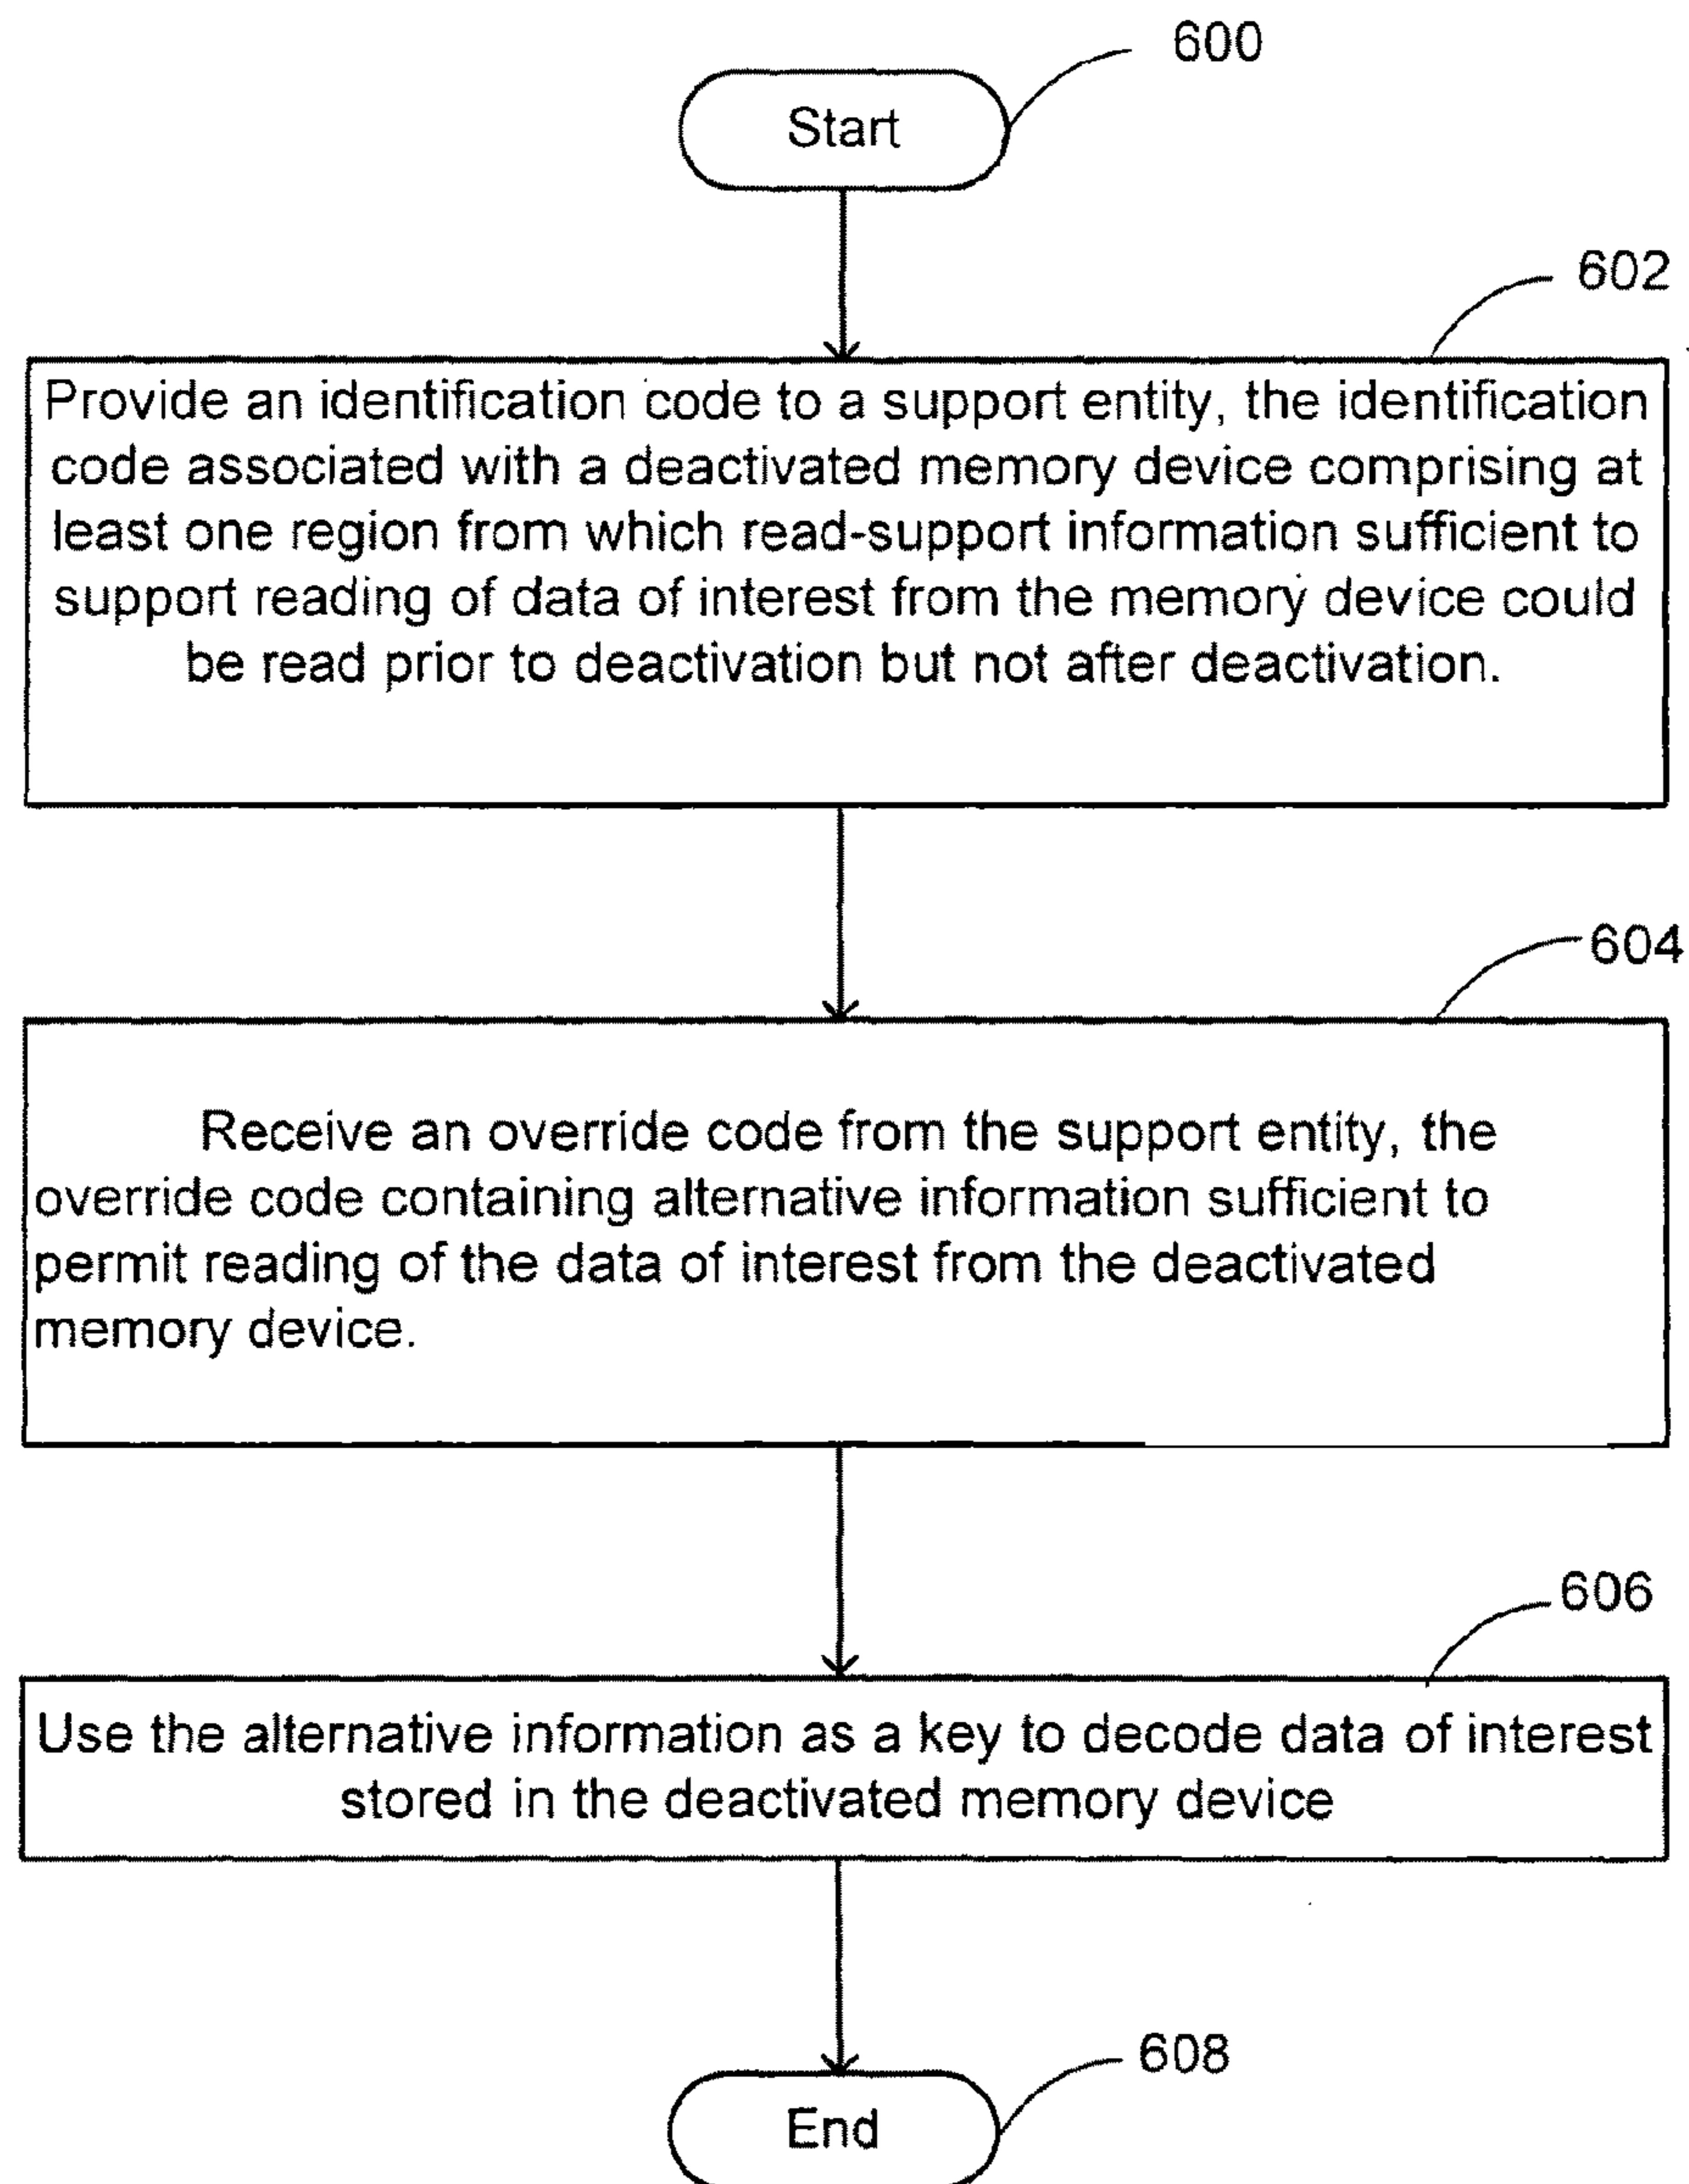 600
Start
602
Provide an identification code to a support entity, the identification
code associated with a deactivated memory device comprising at
least one region from which read-support information sufficient to
support reading of data of interest from the memory device could
be read prior to deactivation but not after deactivation.
604
Receive an override code from the support entity, the
override code containing alternative information sufficient to
permit reading of the data of interest from the deactivated
memory device.
606
Use the alternative information as a key to decode data of interest
stored in the deactivated memory device
608
End